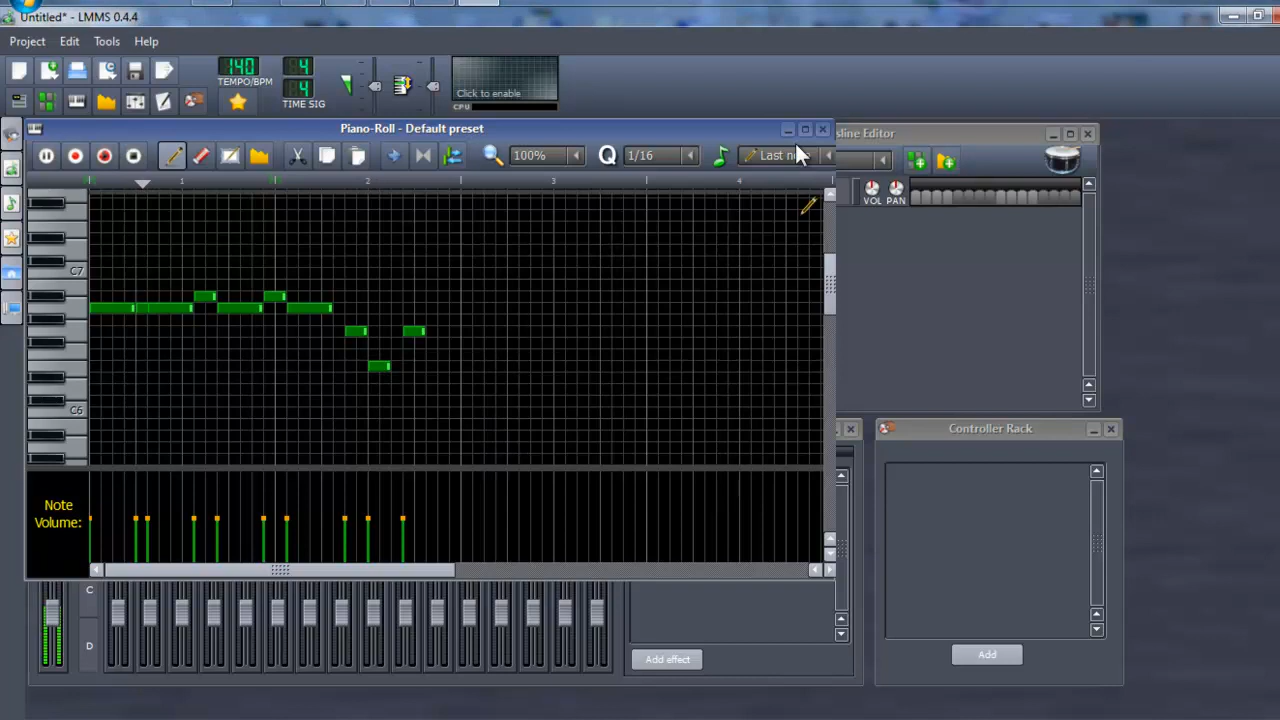 Untitled* - LMMS 0.4.4
Project Edit Tools Help
140
TEMPO/BPM
4
4
TIME SIG
Click to enable
CPU
Piano-Roll - Default preset
100%
Q 1/16
sline Editor
VOL PAN
1 2 3 4
C7
C6
Note
Volume:
C
D
Add effect
Controller Rack
Add